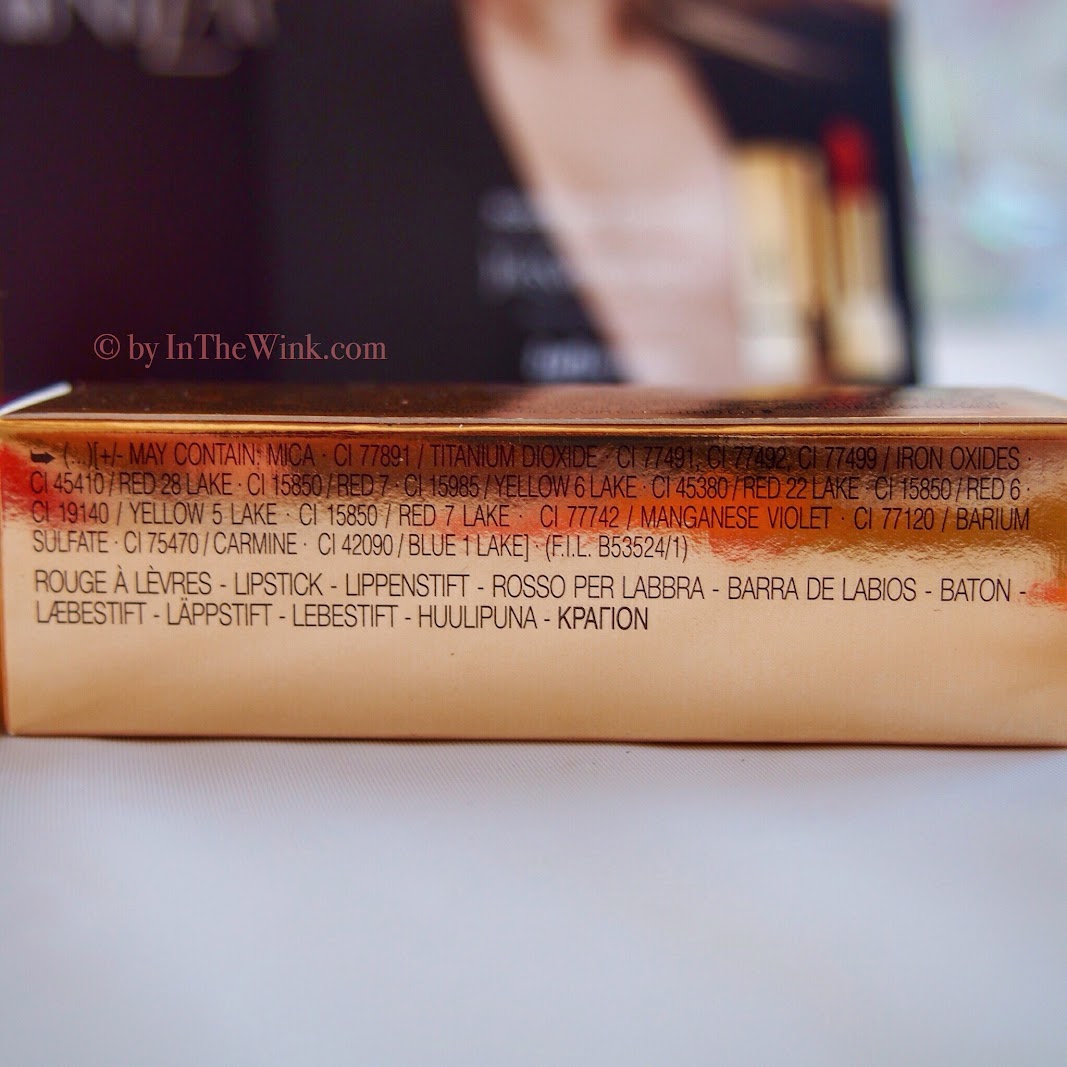 © by InTheWink.com
(...)[+/- MAY CONTAIN: MICA · CI 77891 / TITANIUM DIOXIDE · CI 77491, CI 77492, CI 77499 / IRON OXIDES ·
CI 45410 / RED 28 LAKE · CI 15850 / RED 7 · CI 15985 / YELLOW 6 LAKE · CI 45380 / RED 22 LAKE · CI 15850 / RED 6 ·
CI 19140 / YELLOW 5 LAKE · CI 15850 / RED 7 LAKE · CI 77742 / MANGANESE VIOLET · CI 77120 / BARIUM
SULFATE · CI 75470 / CARMINE · CI 42090 / BLUE 1 LAKE] · (F.I.L. B53524/1)
ROUGE À LÈVRES - LIPSTICK - LIPPENSTIFT - ROSSO PER LABBRA - BARRA DE LABIOS - BATON -
LÆBESTIFT - LÄPPSTIFT - LEBESTIFT - HUULIPUNA - ΚΡΑΓΙΟΝ